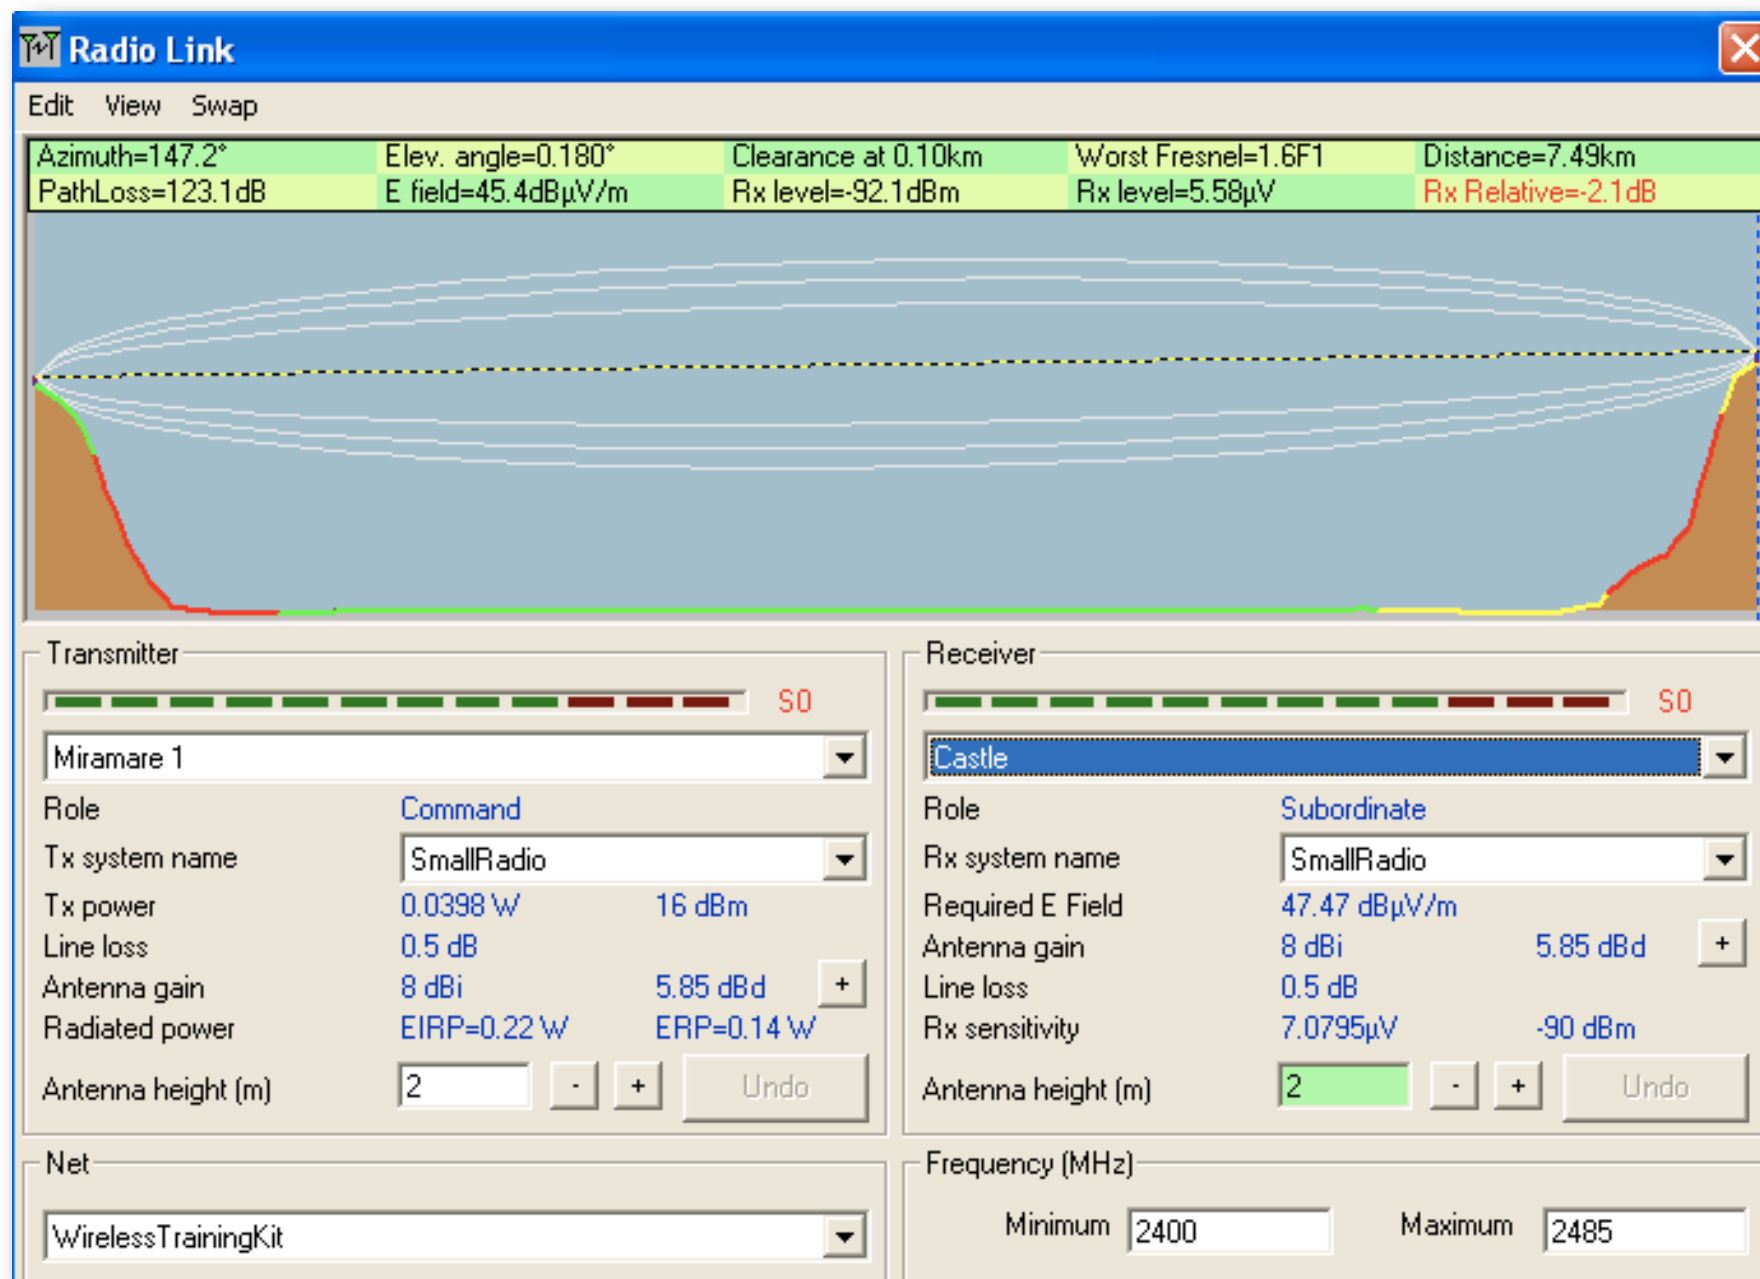 Radio Link
Edit View Swap
Azimuth=147.2° Elev. angle=0.180° Clearance at 0.10km Worst Fresnel=1.6F1 Distance=7.49km
PathLoss=123.1dB E field=45.4dBµV/m Rx level=-92.1dBm Rx level=5.58µV Rx Relative=-2.1dB
Transmitter Receiver
S0 S0
Miramare 1 Castle
Role Command Role Subordinate
Tx system name SmallRadio Rx system name SmallRadio
Tx power 0.0398 W 16 dBm Required E Field 47.47 dBµV/m
Line loss 0.5 dB Antenna gain 8 dBi 5.85 dBd +
Antenna gain 8 dBi 5.85 dBd + Line loss 0.5 dB
Radiated power EIRP=0.22 W ERP=0.14 W Rx sensitivity 7.0795µV -90 dBm
Antenna height (m) 2 - + Undo Antenna height (m) 2 - + Undo
Net Frequency (MHz)
WirelessTrainingKit Minimum 2400 Maximum 2485